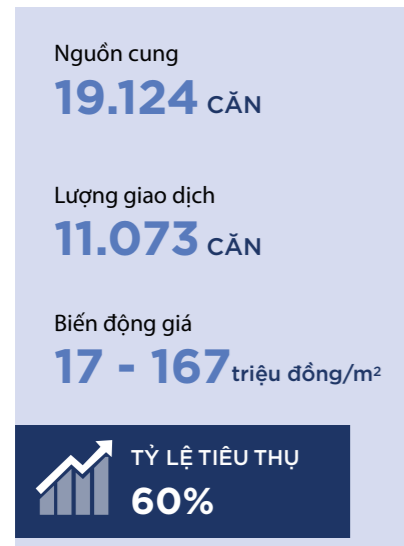 Nguồn cung
19.124 CĂN
Lượng giao dịch
11.073 CĂN
Biến động giá
17 - 167 triệu đồng/m²
TỶ LỆ TIÊU THỤ
60%